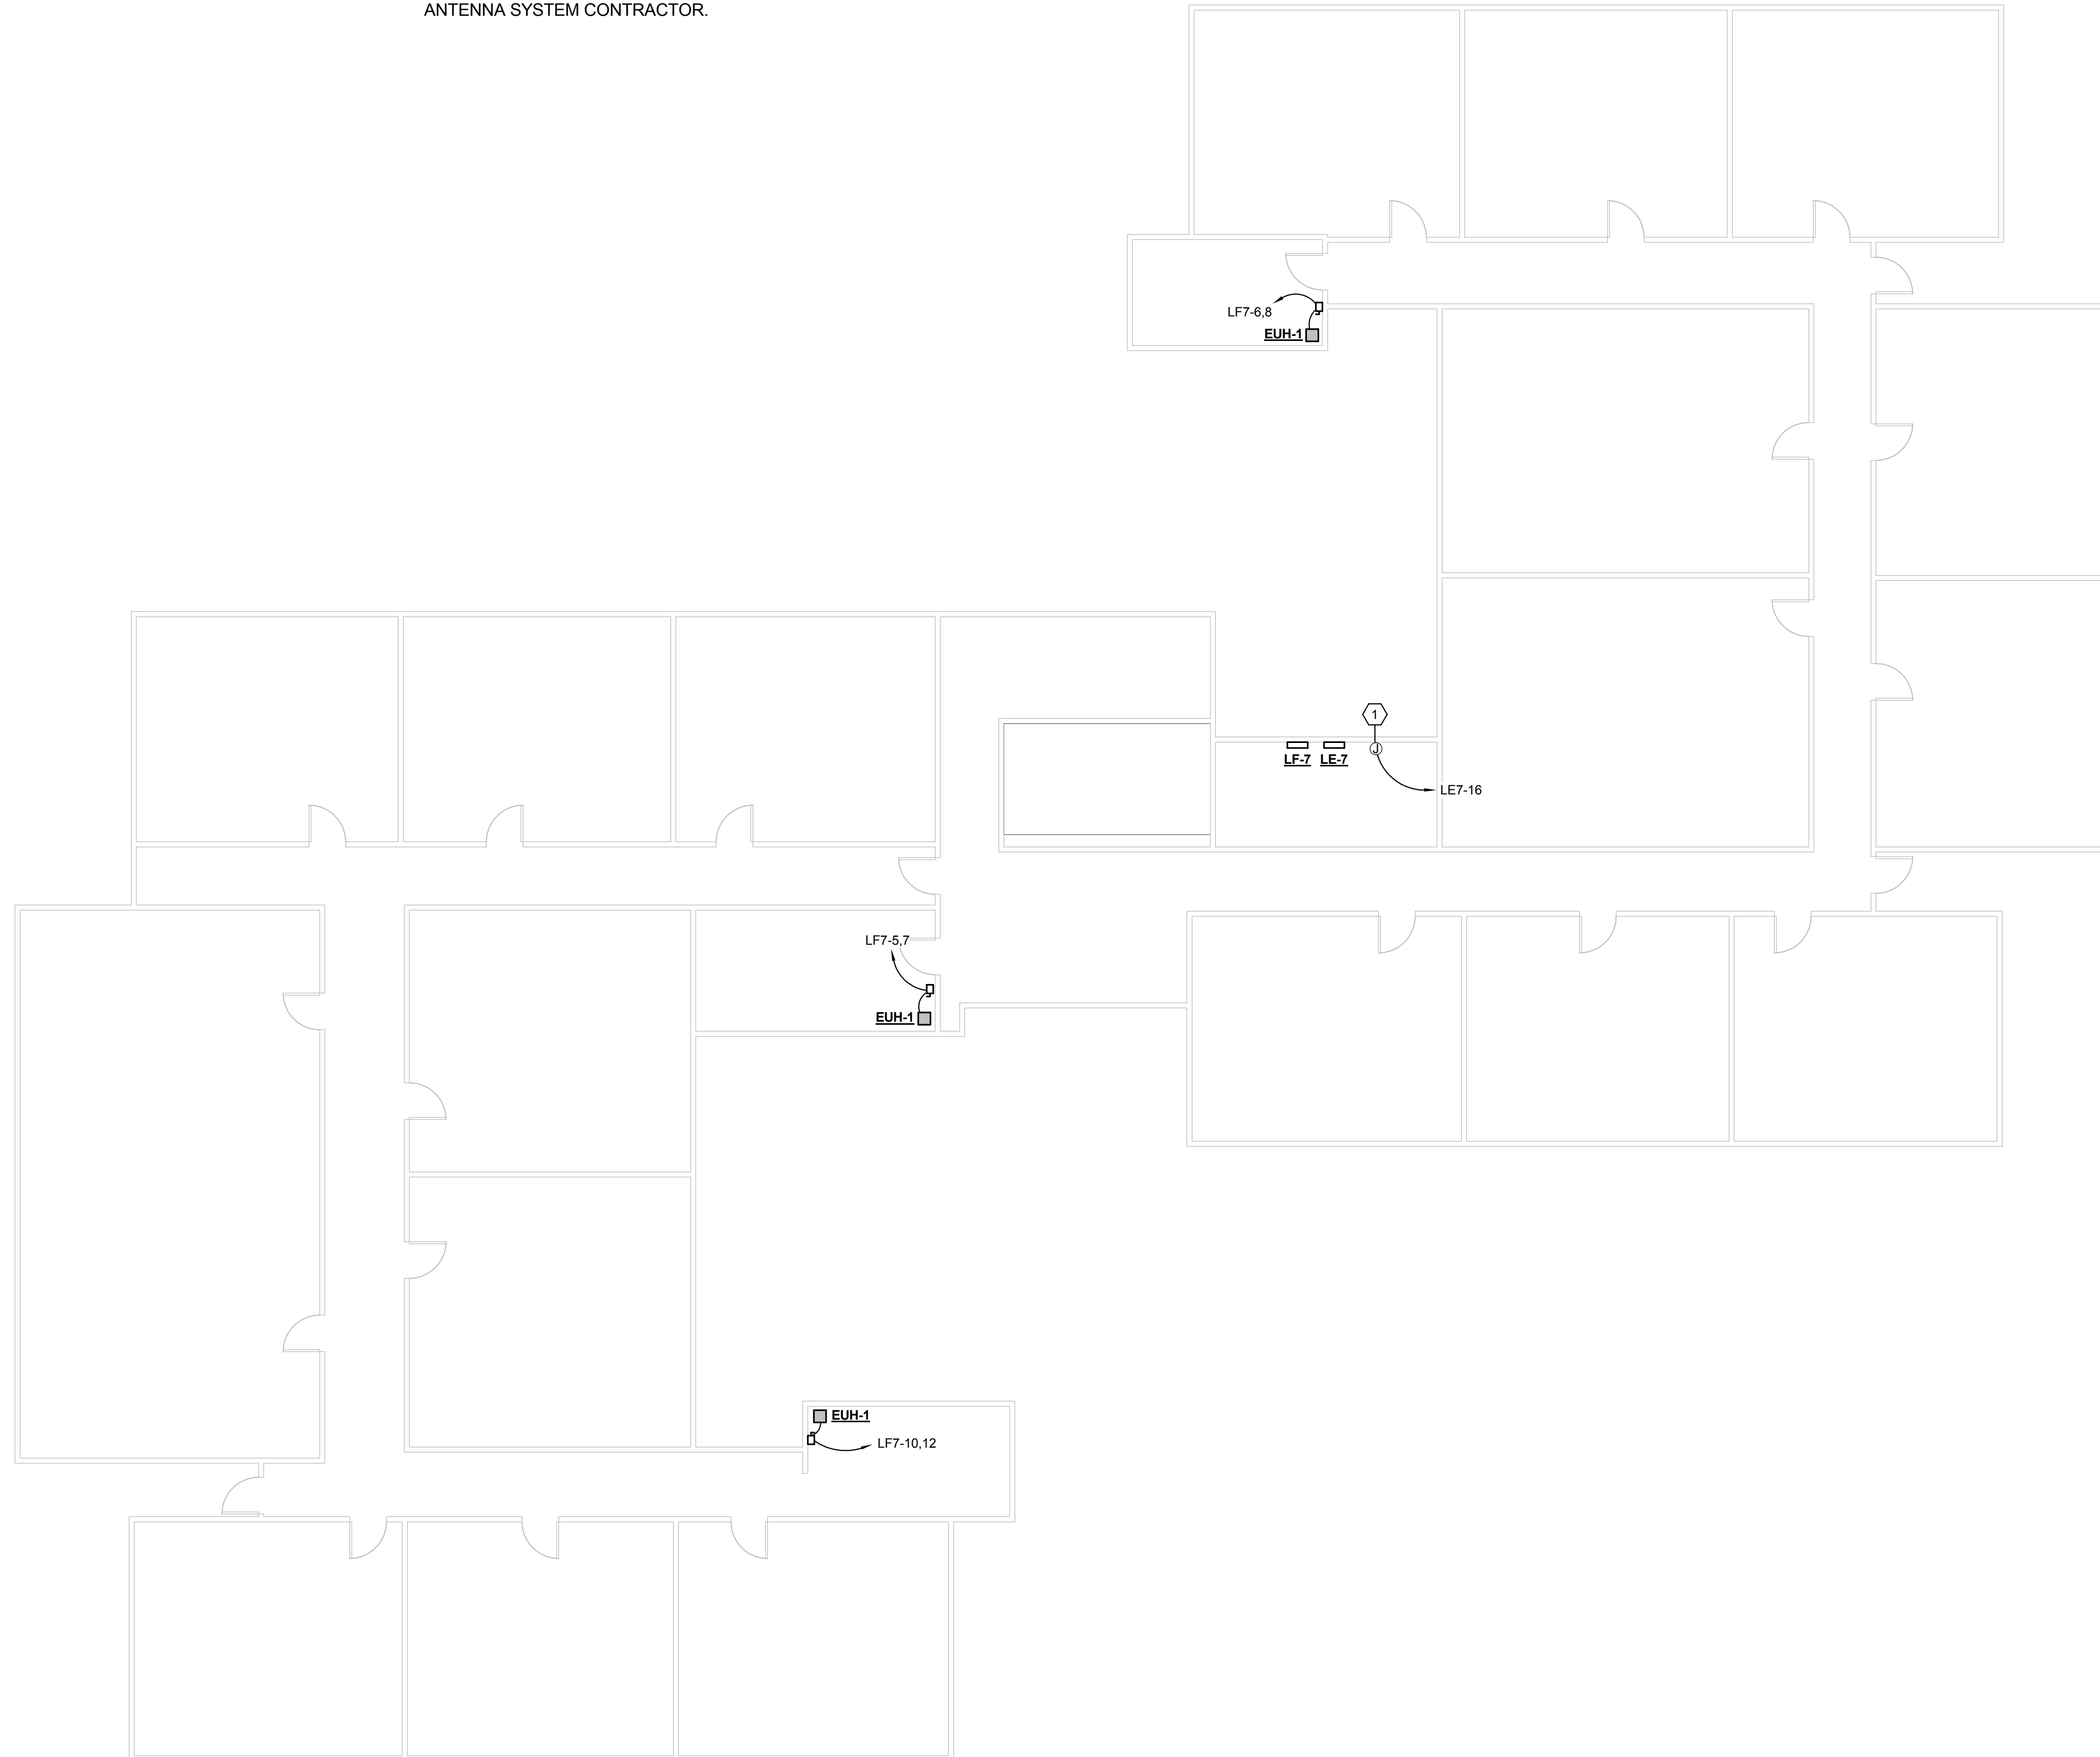 ANTENNA SYSTEM CONTRACTOR.
LF7-6,8
EUH-1
1
J
LF-7 LE-7
LE7-16
LF7-5,7
EUH-1
EUH-1
LF7-10,12